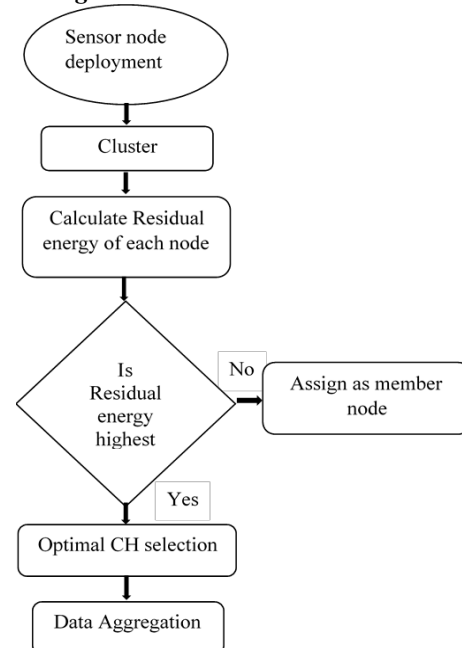 Sensor node
deployment
Cluster
Calculate Residual
energy of each node
Is
Residual
energy
highest
No
Assign as member
node
Yes
Optimal CH selection
Data Aggregation